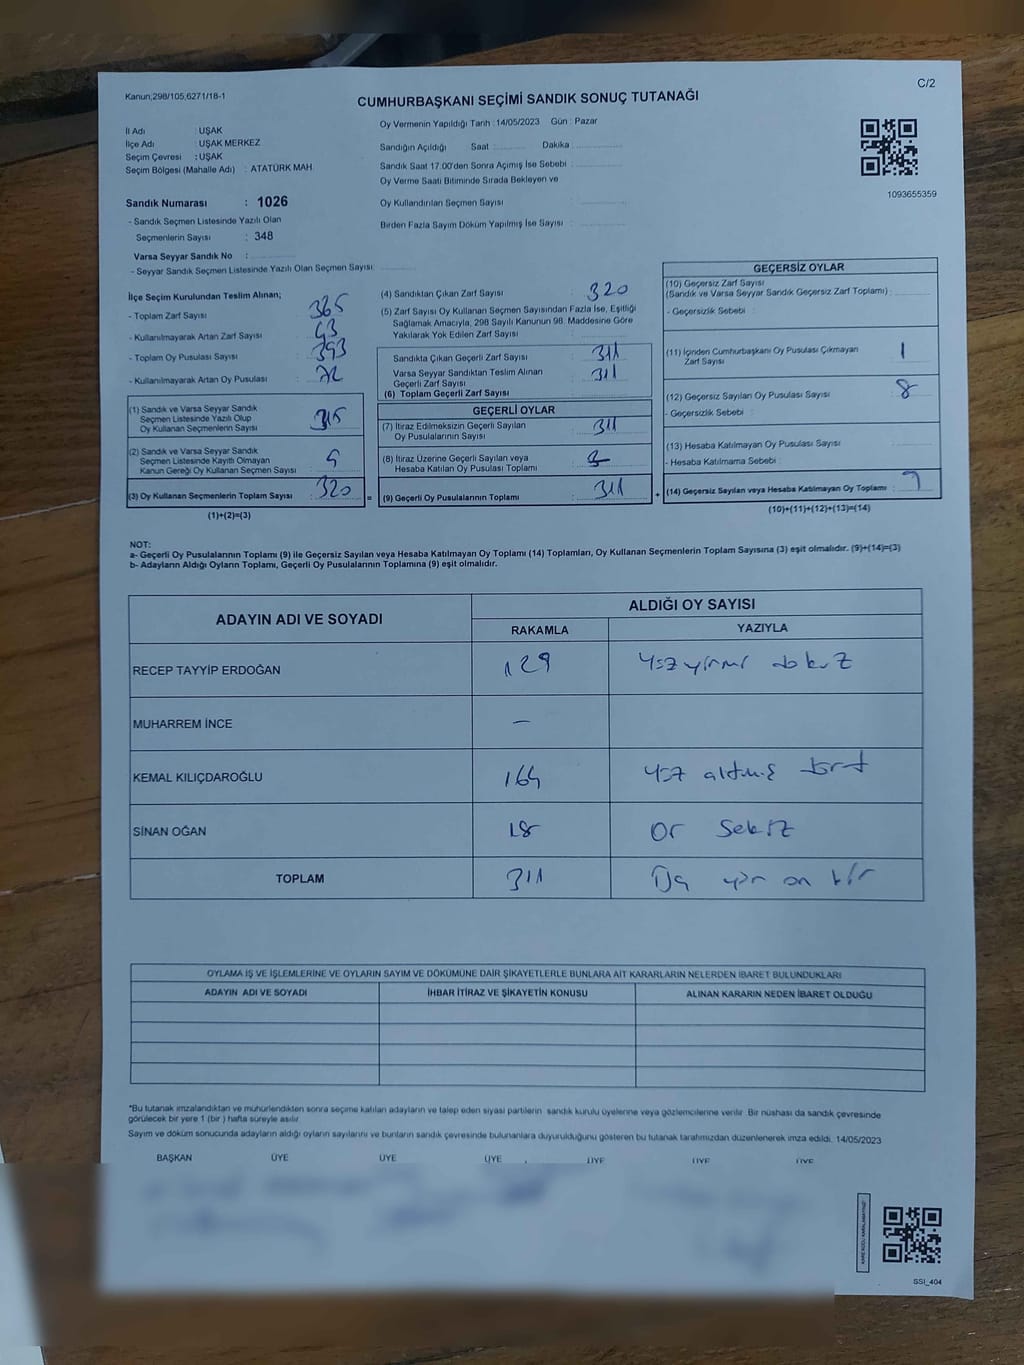 Kanun;298/105,6271/18-1
C/2
CUMHURBAŞKANI SEÇİMİ SANDIK SONUÇ TUTANAĞI
İl Adı : UŞAK
İlçe Adı : UŞAK MERKEZ
Seçim Çevresi : UŞAK
Seçim Bölgesi (Mahalle Adı) : ATATÜRK MAH
Sandık Numarası : 1026
- Sandık Seçmen Listesinde Yazılı Olan
Seçmenlerin Sayısı : 348
Varsa Seyyar Sandık No :
- Seyyar Sandık Seçmen Listesinde Yazılı Olan Seçmen Sayısı:
Oy Vermenin Yapıldığı Tarih :14/05/2023 Gün : Pazar
Sandığın Açıldığı Saat : Dakika :
Sandık Saat 17.00'den Sonra Açımış İse Sebebi :
Oy Verme Saati Bitiminde Sırada Bekleyen ve
Oy Kullandırılan Seçmen Sayısı :
Birden Fazla Sayım Döküm Yapılmış İse Sayısı :
1093655359
İlçe Seçim Kurulundan Teslim Alınan;
- Toplam Zarf Sayısı : 365
- Kullanılmayarak Artan Zarf Sayısı : 43
- Toplam Oy Pusulası Sayısı : 393
- Kullanılmayarak Artan Oy Pusulası : 72
(1) Sandık ve Varsa Seyyar Sandık
Seçmen Listesinde Yazılı Olup
Oy Kullanan Seçmenlerin Sayısı : 315
(2) Sandık ve Varsa Seyyar Sandık
Seçmen Listesinde Kayıtlı Olmayan
Kanun Gereği Oy Kullanan Seçmen Sayısı : 5
(3) Oy Kullanan Seçmenlerin Toplam Sayısı : 320 =
(1)+(2)=(3)
(4) Sandıktan Çıkan Zarf Sayısı : 320
(5) Zarf Sayısı Oy Kullanan Seçmen Sayısından Fazla İse, Eşitliği
Sağlamak Amacıyla, 298 Sayılı Kanunun 98. Maddesine Göre
Yakılarak Yok Edilen Zarf Sayısı :
Sandıkta Çıkan Geçerli Zarf Sayısı : 311
Varsa Seyyar Sandıktan Teslim Alınan
Geçerli Zarf Sayısı : 311
(6) Toplam Geçerli Zarf Sayısı :
GEÇERLİ OYLAR
(7) İtiraz Edilmeksizin Geçerli Sayılan
Oy Pusulalarının Sayısı : 311
(8) İtiraz Üzerine Geçerli Sayılan veya
Hesaba Katılan Oy Pusulası Toplamı :
(9) Geçerli Oy Pusulalarının Toplamı : 311 +
GEÇERSİZ OYLAR
(10) Geçersiz Zarf Sayısı
(Sandık ve Varsa Seyyar Sandık Geçersiz Zarf Toplamı) :
- Geçersizlik Sebebi :
(11) İçinden Cumhurbaşkanı Oy Pusulası Çıkmayan
Zarf Sayısı : 1
(12) Geçersiz Sayılan Oy Pusulası Sayısı : 8
- Geçersizlik Sebebi :
(13) Hesaba Katılmayan Oy Pusulası Sayısı :
- Hesaba Katılmama Sebebi :
(14) Geçersiz Sayılan veya Hesaba Katılmayan Oy Toplamı : 9
(10)+(11)+(12)+(13)=(14)
NOT:
a- Geçerli Oy Pusulalarının Toplamı (9) ile Geçersiz Sayılan veya Hesaba Katılmayan Oy Toplamı (14) Toplamları, Oy Kullanan Seçmenlerin Toplam Sayısına (3) eşit olmalıdır. (9)+(14)=(3)
b- Adayların Aldığı Oyların Toplamı, Geçerli Oy Pusulalarının Toplamına (9) eşit olmalıdır.
ADAYIN ADI VE SOYADI
ALDIĞI OY SAYISI
RAKAMLA YAZIYLA
RECEP TAYYİP ERDOĞAN 129 yüz yirmi dokuz
MUHARREM İNCE —
KEMAL KILIÇDAROĞLU 164 yüz altmış dört
SİNAN OĞAN 18 on sekiz
TOPLAM 311 Üç yüz on bir
OYLAMA İŞ VE İŞLEMLERİNE VE OYLARIN SAYIM VE DÖKÜMÜNE DAİR ŞİKAYETLERLE BUNLARA AİT KARARLARIN NELERDEN İBARET BULUNDUKLARI
ADAYIN ADI VE SOYADI İHBAR İTİRAZ VE ŞİKAYETİN KONUSU ALINAN KARARIN NEDEN İBARET OLDUĞU
*Bu tutanak imzalandıktan ve mühürlendikten sonra seçime katılan adayların ve talep eden siyasi partilerin sandık kurulu üyelerine veya gözlemcilerine verilir. Bir nüshası da sandık çevresinde
görülecek bir yere 1 (bir) hafta süreyle asılır.
Sayım ve döküm sonucunda adayların aldığı oyların sayılarını ve bunların sandık çevresinde bulunanlara duyurulduğunu gösteren bu tutanak tarafımızdan düzenlenerek imza edildi. 14/05/2023
BAŞKAN ÜYE ÜYE ÜYE ÜYE ÜYE ÜYE
SSI_404